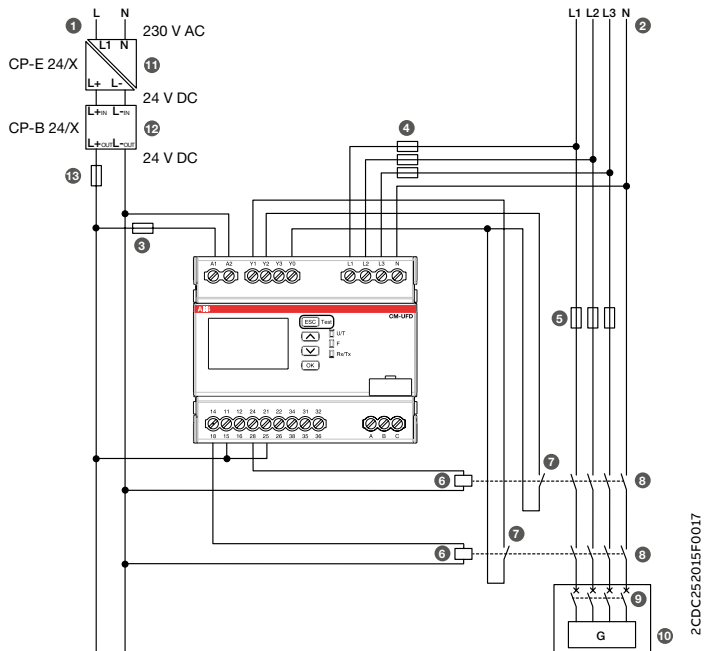 L N
1
230 V AC
L1 N
CP-E 24/X
11
L+ L-
24 V DC
L+IN L-IN
CP-B 24/X
12
L+OUT L-OUT
24 V DC
13
3
L1 L2 L3 N
2
4
5
A1 A2 Y1 Y2 Y3 Y0 L1 L2 L3 N
ABB
CM-UFD
ESC Test
U/T
F
Rx/Tx
OK
14 11 12 24 21 22 34 31 32
18 15 16 28 25 26 38 35 36
A B C
7
6
8
7
6
8
9
G
10
2CDC252015F0017